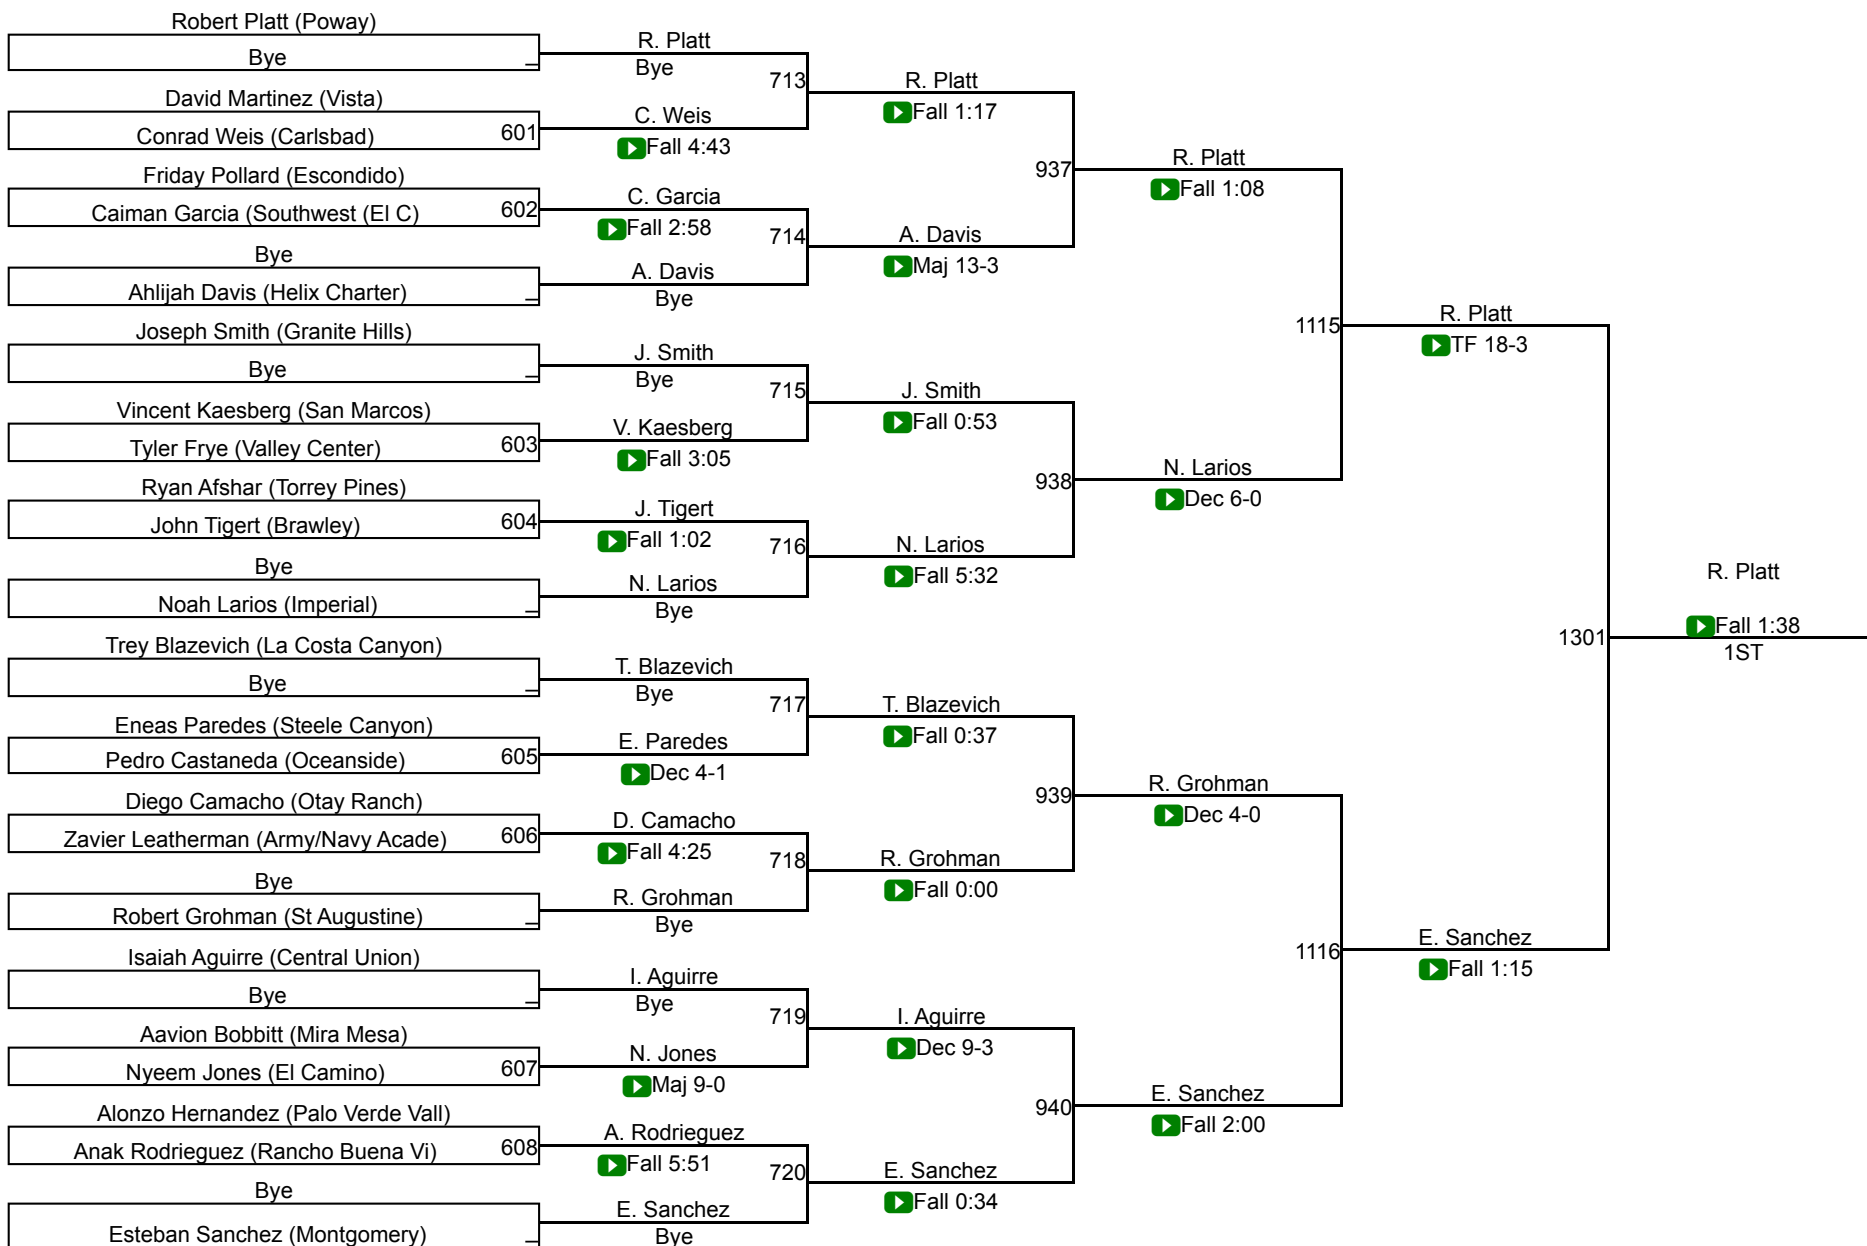 Robert Platt (Poway)
Bye
David Martinez (Vista)
Conrad Weis (Carlsbad)
601
Friday Pollard (Escondido)
Caiman Garcia (Southwest (El C)
602
Bye
Ahlijah Davis (Helix Charter)
Joseph Smith (Granite Hills)
Bye
Vincent Kaesberg (San Marcos)
Tyler Frye (Valley Center)
603
Ryan Afshar (Torrey Pines)
John Tigert (Brawley)
604
Bye
Noah Larios (Imperial)
Trey Blazevich (La Costa Canyon)
Bye
Eneas Paredes (Steele Canyon)
Pedro Castaneda (Oceanside)
605
Diego Camacho (Otay Ranch)
Zavier Leatherman (Army/Navy Acade)
606
Bye
Robert Grohman (St Augustine)
Isaiah Aguirre (Central Union)
Bye
Aavion Bobbitt (Mira Mesa)
Nyeem Jones (El Camino)
607
Alonzo Hernandez (Palo Verde Vall)
Anak Rodrieguez (Rancho Buena Vi)
608
Bye
Esteban Sanchez (Montgomery)
R. Platt
Bye
713
C. Weis
Fall 4:43
C. Garcia
Fall 2:58
714
A. Davis
Bye
J. Smith
Bye
715
V. Kaesberg
Fall 3:05
J. Tigert
Fall 1:02
716
N. Larios
Bye
T. Blazevich
Bye
717
E. Paredes
Dec 4-1
D. Camacho
Fall 4:25
718
R. Grohman
Bye
I. Aguirre
Bye
719
N. Jones
Maj 9-0
A. Rodrieguez
Fall 5:51
720
E. Sanchez
Bye
R. Platt
Fall 1:17
937
A. Davis
Maj 13-3
J. Smith
Fall 0:53
938
N. Larios
Fall 5:32
T. Blazevich
Fall 0:37
939
R. Grohman
Fall 0:00
I. Aguirre
Dec 9-3
940
E. Sanchez
Fall 0:34
R. Platt
Fall 1:08
1115
N. Larios
Dec 6-0
R. Grohman
Dec 4-0
1116
E. Sanchez
Fall 2:00
R. Platt
TF 18-3
1301
E. Sanchez
Fall 1:15
R. Platt
Fall 1:38
1ST